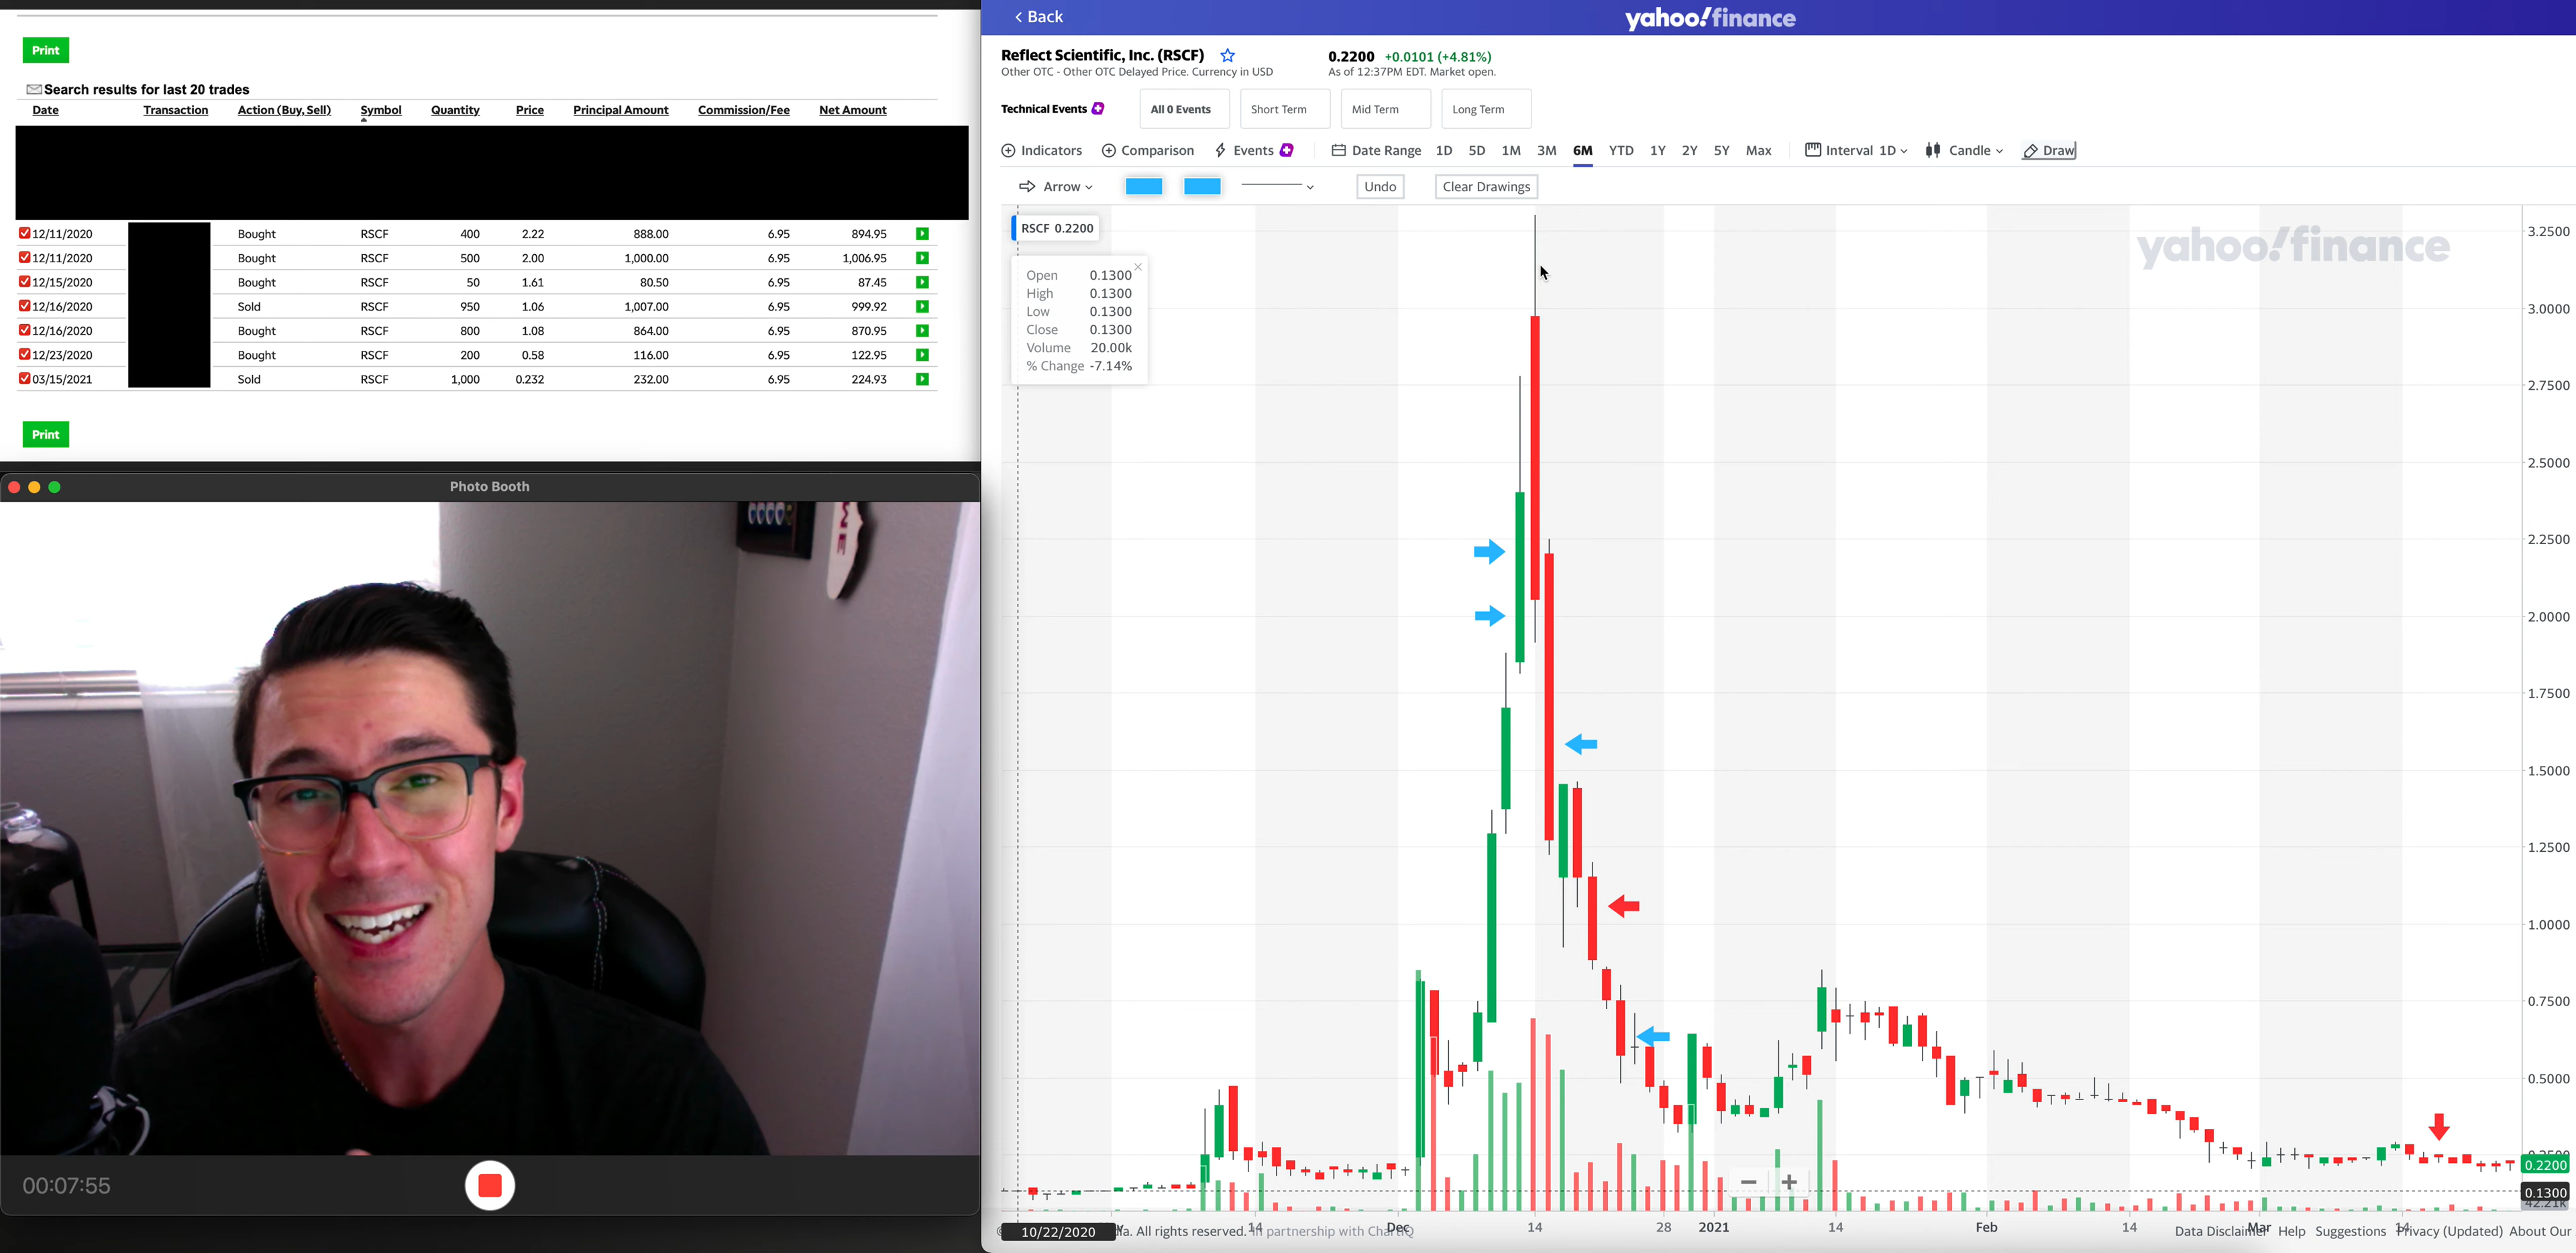 Print
Search results for last 20 trades
Date Transaction Action (Buy, Sell) Symbol Quantity Price Principal Amount Commission/Fee Net Amount
12/11/2020 Bought RSCF 400 2.22 888.00 6.95 894.95
12/11/2020 Bought RSCF 500 2.00 1,000.00 6.95 1,006.95
12/15/2020 Bought RSCF 50 1.61 80.50 6.95 87.45
12/16/2020 Sold RSCF 950 1.06 1,007.00 6.95 999.92
12/16/2020 Bought RSCF 800 1.08 864.00 6.95 870.95
12/23/2020 Bought RSCF 200 0.58 116.00 6.95 122.95
03/15/2021 Sold RSCF 1,000 0.232 232.00 6.95 224.93
Print
Photo Booth
00:07:55
Back
yahoo!finance
Reflect Scientific, Inc. (RSCF) 0.2200 +0.0101 (+4.81%)
Other OTC - Other OTC Delayed Price. Currency in USD As of 12:37PM EDT. Market open.
Technical Events All 0 Events Short Term Mid Term Long Term
Indicators Comparison Events Date Range 1D 5D 1M 3M 6M YTD 1Y 2Y 5Y Max Interval 1D Candle Draw
Arrow Undo Clear Drawings
RSCF 0.2200
yahoo!finance
Open 0.1300
High 0.1300
Low 0.1300
Close 0.1300
Volume 20.00k
% Change -7.14%
3.2500
3.0000
2.7500
2.5000
2.2500
2.0000
1.7500
1.5000
1.2500
1.0000
0.7500
0.5000
0.2200
0.1300
42.21k
14 Dec 14 28 2021 14 Feb 14 Mar 14
10/22/2020
All rights reserved. In partnership with ChartIQ Data Disclaimer Help Suggestions Privacy (Updated) About Our